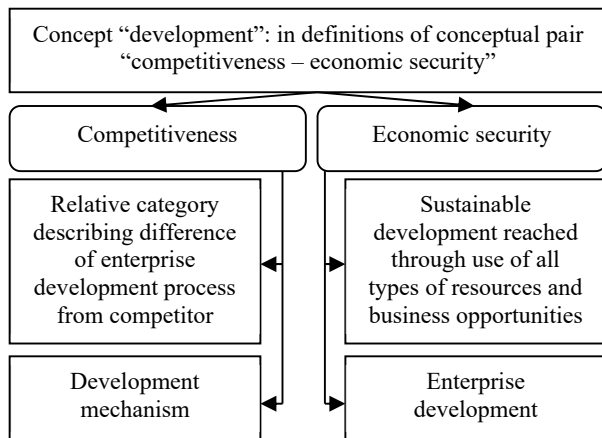 Concept “development”: in definitions of conceptual pair
“competitiveness – economic security”
Competitiveness
Economic security
Relative category
describing difference
of enterprise
development process
from competitor
Sustainable
development reached
through use of all
types of resources and
business opportunities
Development
mechanism
Enterprise
development